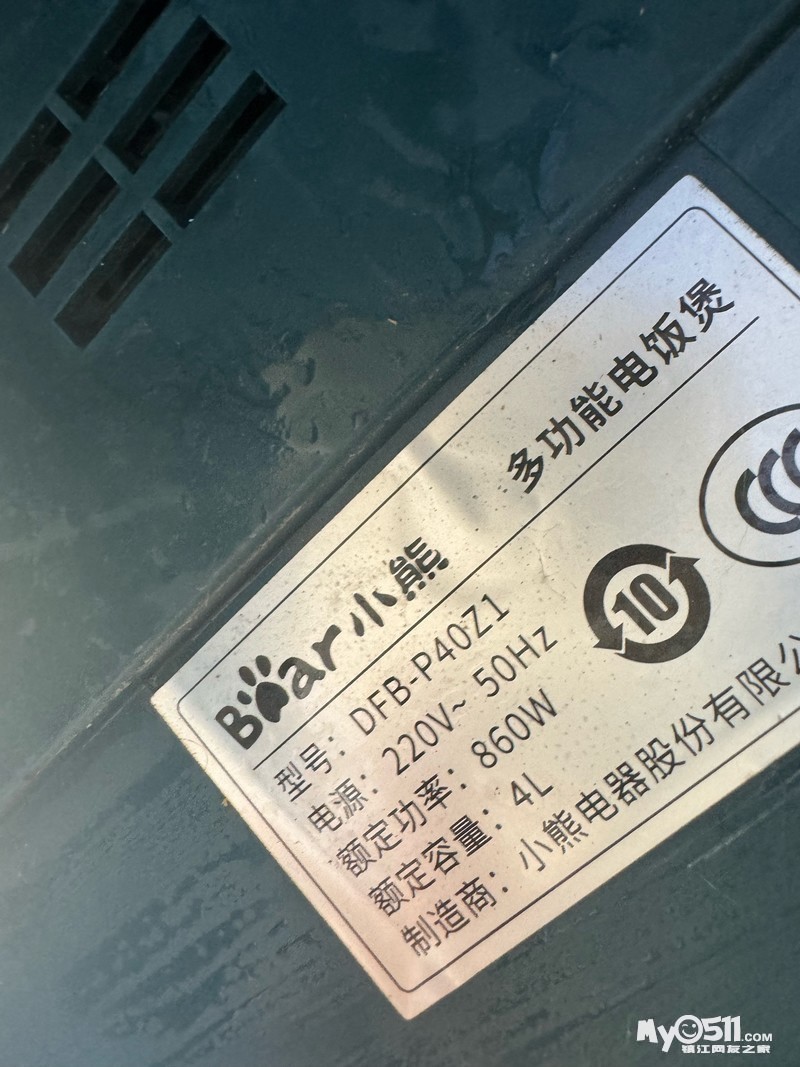 Bear小熊 多功能电饭煲
型号：DFB-P40Z1
电源：220V~ 50Hz
额定功率：860W
额定容量：4L
制造商：小熊电器股份有限公
10
CCC
My0511.COM
镇江网友之家